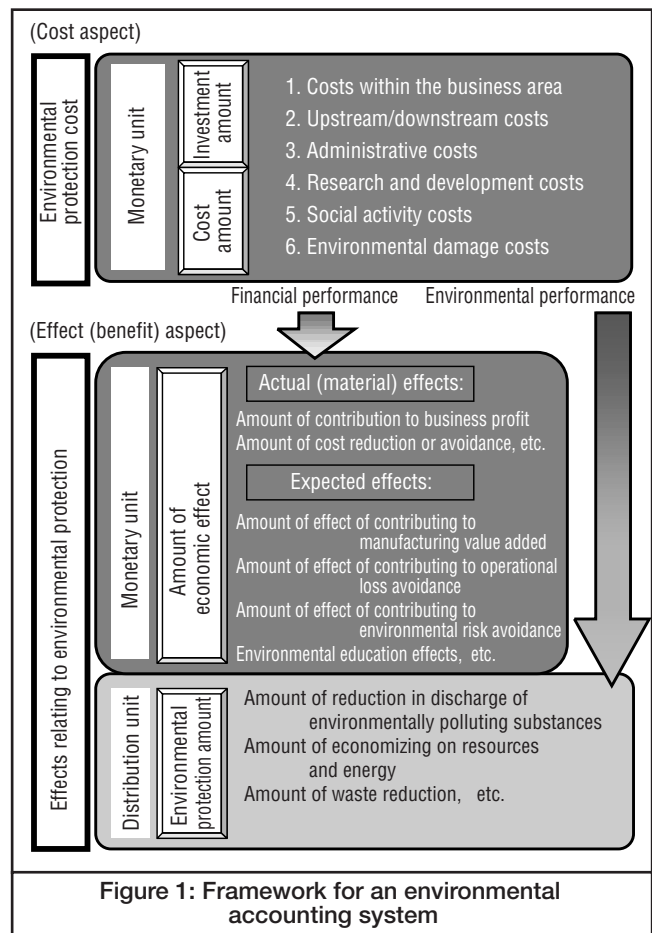 (Cost aspect)
Environmental
protection cost
Monetary unit
Investment
amount
Cost
amount
1. Costs within the business area
2. Upstream/downstream costs
3. Administrative costs
4. Research and development costs
5. Social activity costs
6. Environmental damage costs
Financial performance
Environmental performance
(Effect (benefit) aspect)
Effects relating to environmental protection
Monetary unit
Amount of
economic effect
Actual (material) effects:
Amount of contribution to business profit
Amount of cost reduction or avoidance, etc.
Expected effects:
Amount of effect of contributing to
manufacturing value added
Amount of effect of contributing to operational
loss avoidance
Amount of effect of contributing to
environmental risk avoidance
Environmental education effects, etc.
Distribution unit
Environmental
protection amount
Amount of reduction in discharge of
environmentally polluting substances
Amount of economizing on resources
and energy
Amount of waste reduction, etc.
Figure 1: Framework for an environmental
accounting system